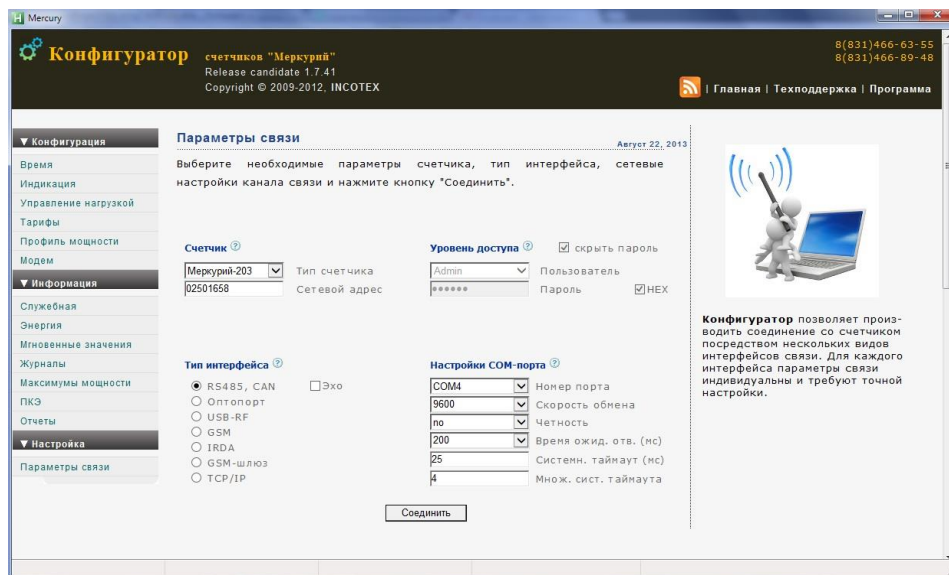 Mercury
Конфигуратор счетчиков "Меркурий"
Release candidate 1.7.41
Copyright © 2009-2012, INCOTEX
8(831)466-63-55
8(831)466-89-48
| Главная | Техподдержка | Программа
▼ Конфигурация
Время
Индикация
Управление нагрузкой
Тарифы
Профиль мощности
Модем
▼ Информация
Служебная
Энергия
Мгновенные значения
Журналы
Максимумы мощности
ПКЭ
Отчеты
▼ Настройка
Параметры связи
Параметры связи
Август 22, 2013
Выберите необходимые параметры счетчика, тип интерфейса, сетевые
настройки канала связи и нажмите кнопку "Соединить".
Счетчик ?
Меркурий-203 Тип счетчика
02501658 Сетевой адрес
Уровень доступа ? скрыть пароль
Admin Пользователь
•••••• Пароль HEX
Тип интерфейса ?
RS485, CAN Эхо
Оптопорт
USB-RF
GSM
IRDA
GSM-шлюз
TCP/IP
Настройки COM-порта ?
COM4 Номер порта
9600 Скорость обмена
no Четность
200 Время ожид. отв. (мс)
25 Системн. таймаут (мс)
4 Множ. сист. таймаута
Соединить
Конфигуратор позволяет произ-
водить соединение со счетчиком
посредством нескольких видов
интерфейсов связи. Для каждого
интерфейса параметры связи
индивидуальны и требуют точной
настройки.